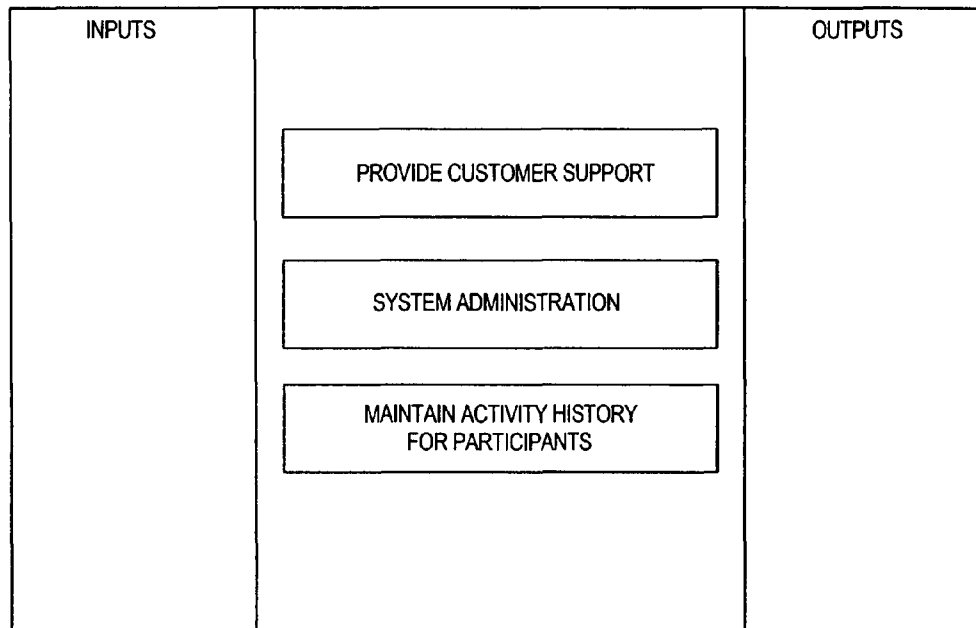 INPUTS
OUTPUTS
PROVIDE CUSTOMER SUPPORT
SYSTEM ADMINISTRATION
MAINTAIN ACTIVITY HISTORY
FOR PARTICIPANTS